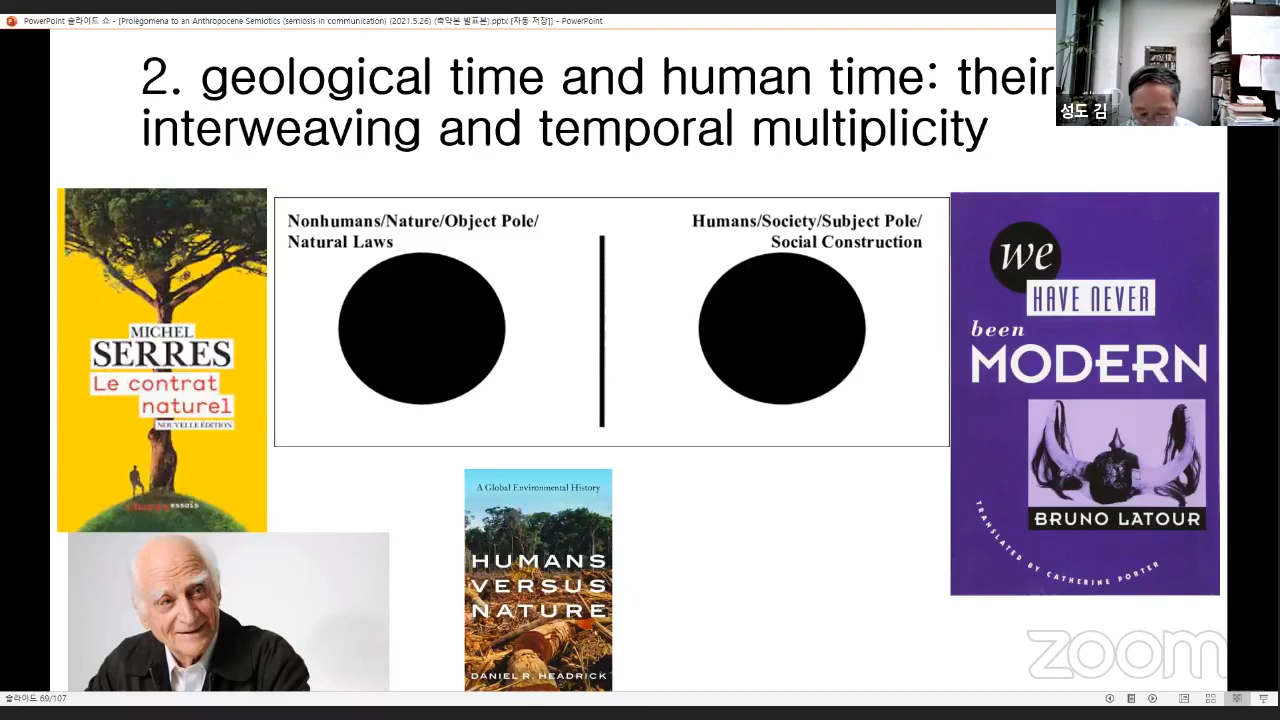 PowerPoint 슬라이드 쇼 - [Prolegomena to an Anthropocene Semiotics (semiosis in communication) (2021.5.26) (축약본 발표본).pptx [자동 저장]] - PowerPoint
2. geological time and human time: their
interweaving and temporal multiplicity
성도 김
MICHEL
SERRES
Le contrat
naturel
NOUVELLE ÉDITION
essais
Nonhumans/Nature/Object Pole/
Natural Laws
Humans/Society/Subject Pole/
Social Construction
we
HAVE NEVER
been
MODERN
BRUNO LATOUR
TRANSLATED BY CATHERINE PORTER
A Global Environmental History
HUMANS
VERSUS
NATURE
DANIEL R. HEADRICK
zoom
슬라이드 69/107